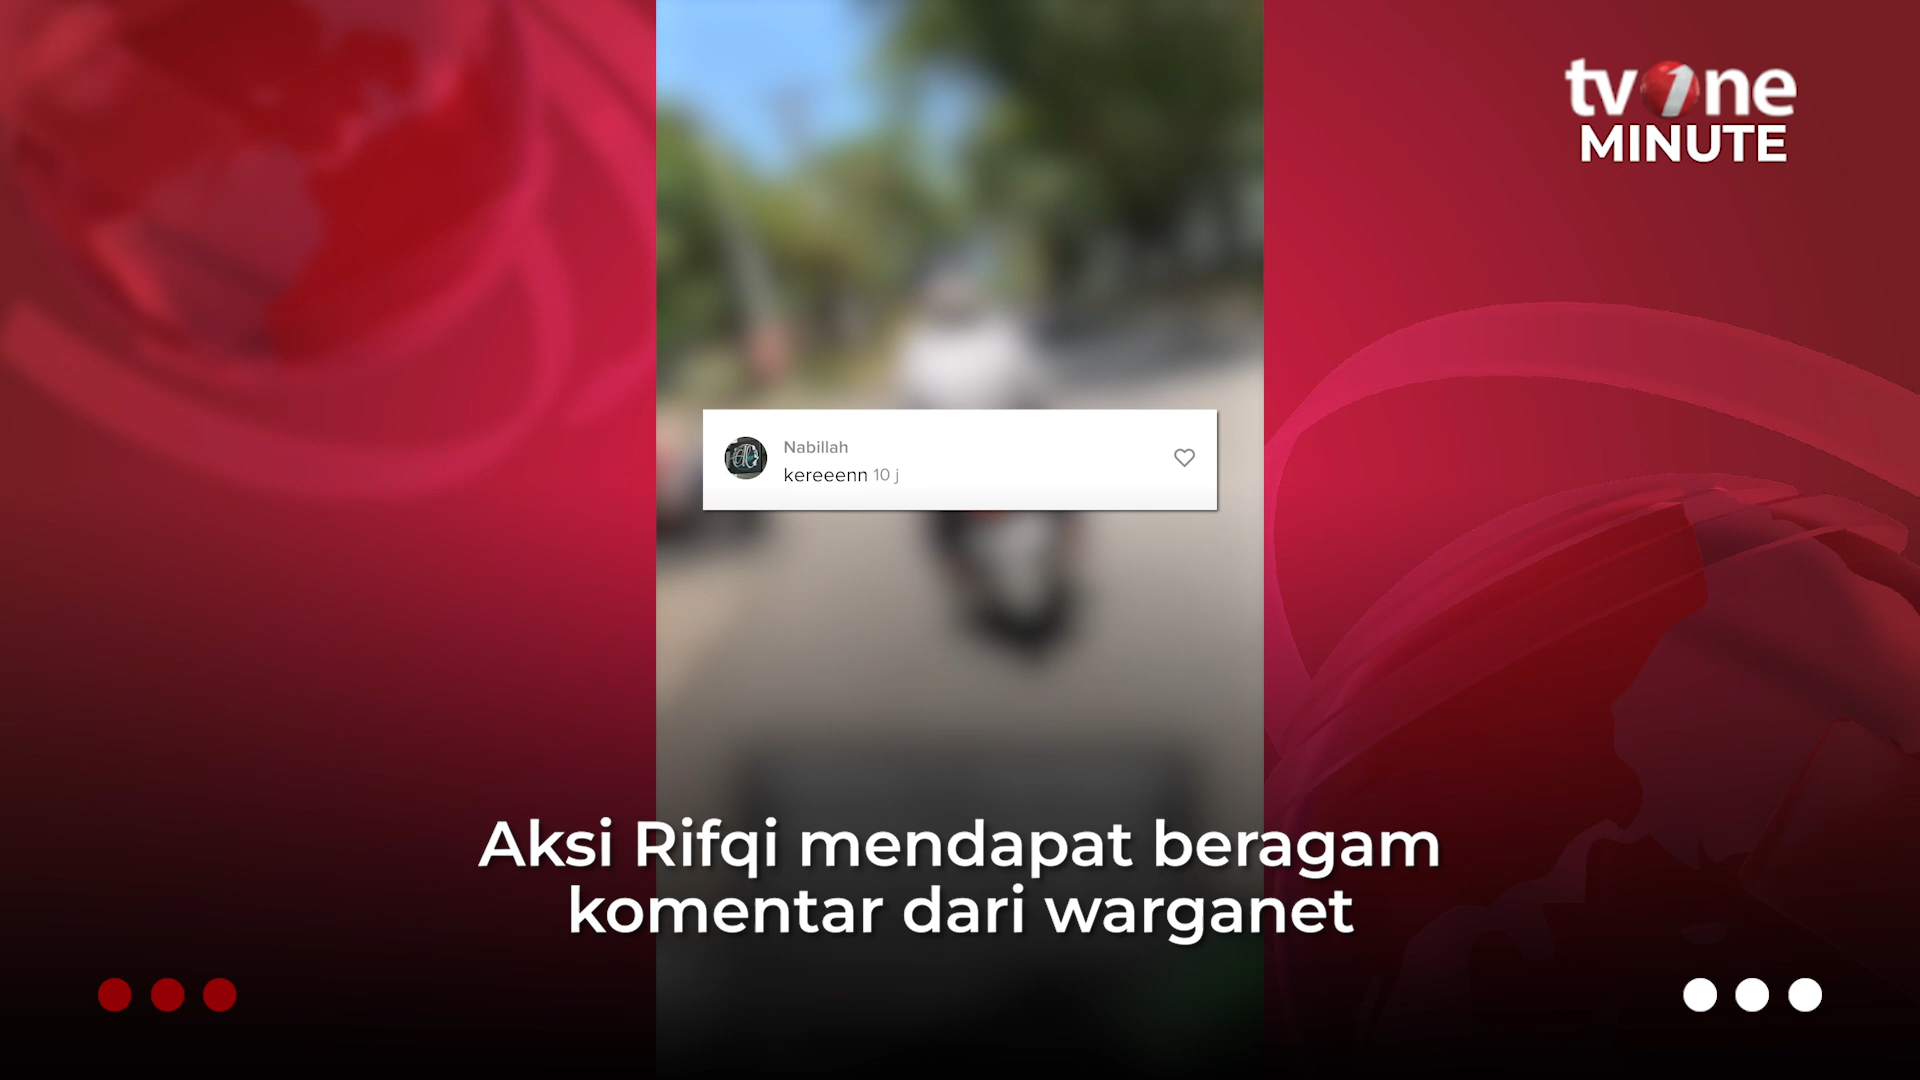 tvOne
MINUTE
Nabillah
kereeenn 10 j
Aksi Rifqi mendapat beragam
komentar dari warganet